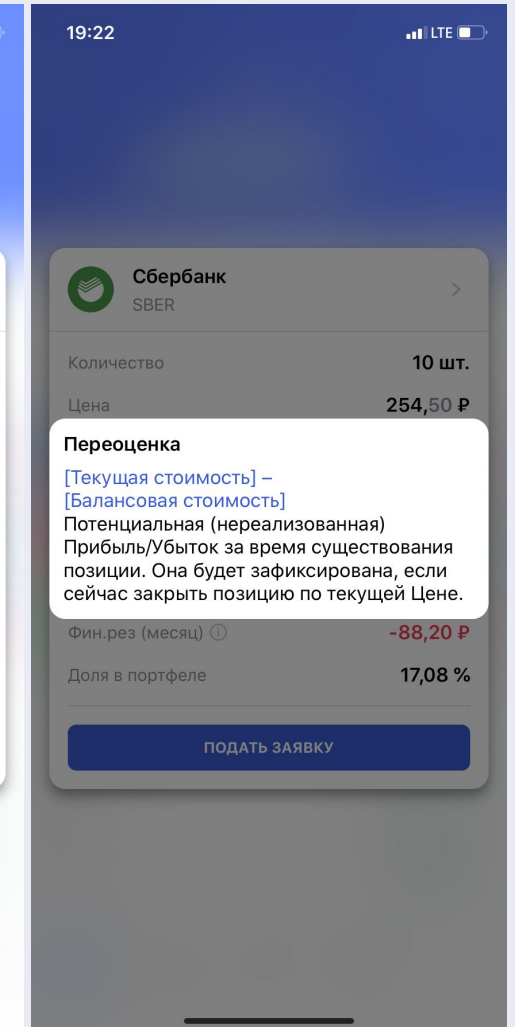 19:22
LTE
Сбербанк
SBER
Количество
10 шт.
Цена
254,50 ₽
Переоценка
[Текущая стоимость] –
[Балансовая стоимость]
Потенциальная (нереализованная)
Прибыль/Убыток за время существования
позиции. Она будет зафиксирована, если
сейчас закрыть позицию по текущей Цене.
Фин.рез (месяц)
-88,20 ₽
Доля в портфеле
17,08 %
ПОДАТЬ ЗАЯВКУ